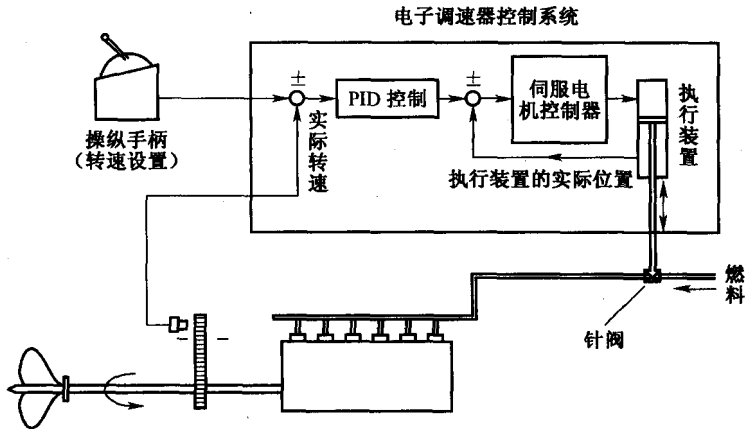 电子调速器控制系统
±
PID 控制
±
伺服电
机控制器
执行装置
操纵手柄
（转速设置）
实际转速
执行装置的实际位置
燃料
针阀